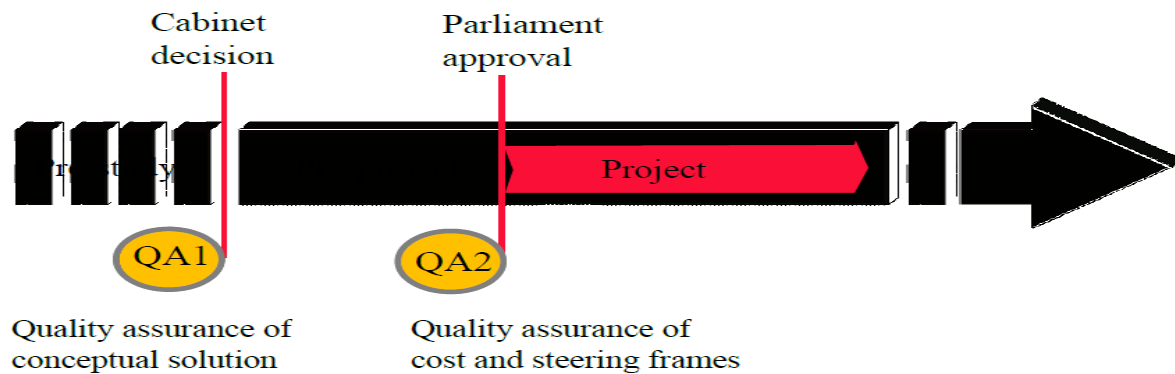 Cabinet
decision
Parliament
approval
Project
QA1
QA2
Quality assurance of
conceptual solution
Quality assurance of
cost and steering frames